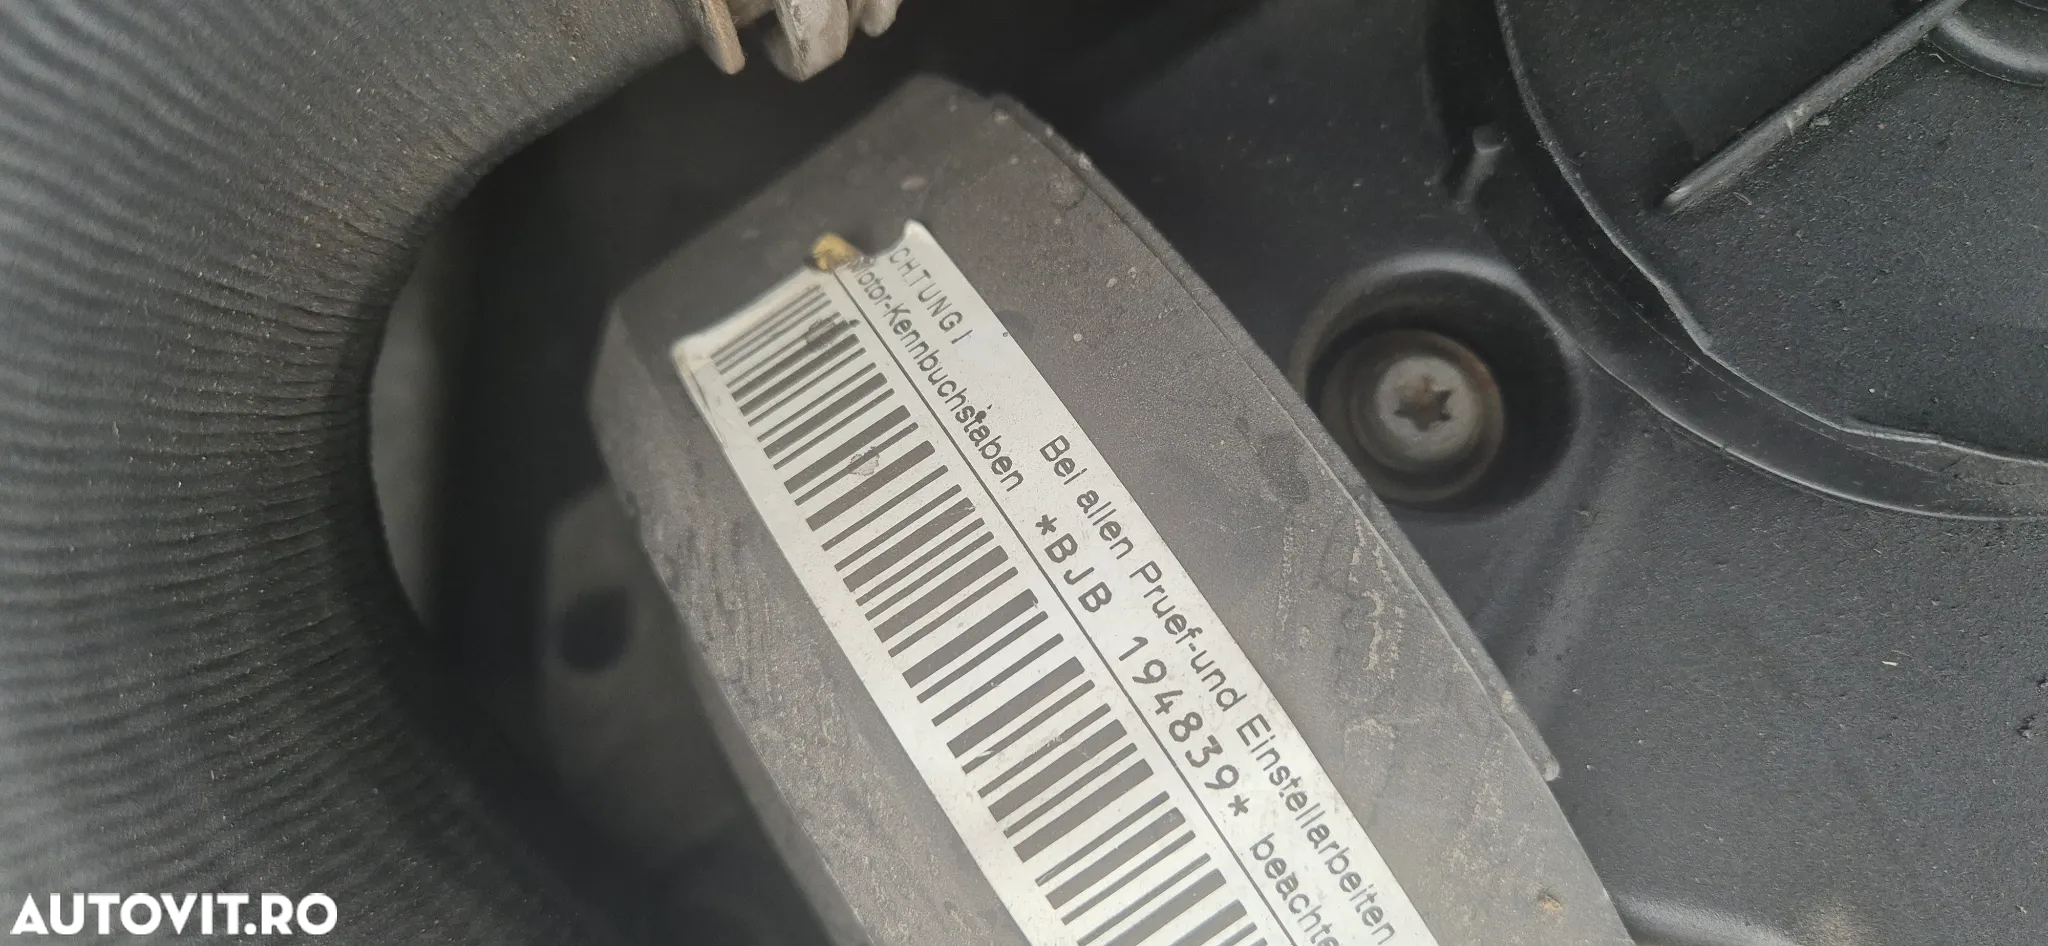 CHTUNG! Bei allen Pruef-und Einstellarbeiten
Motor-Kennbuchstaben *BJB 194839* beachte
AUTOVIT.RO